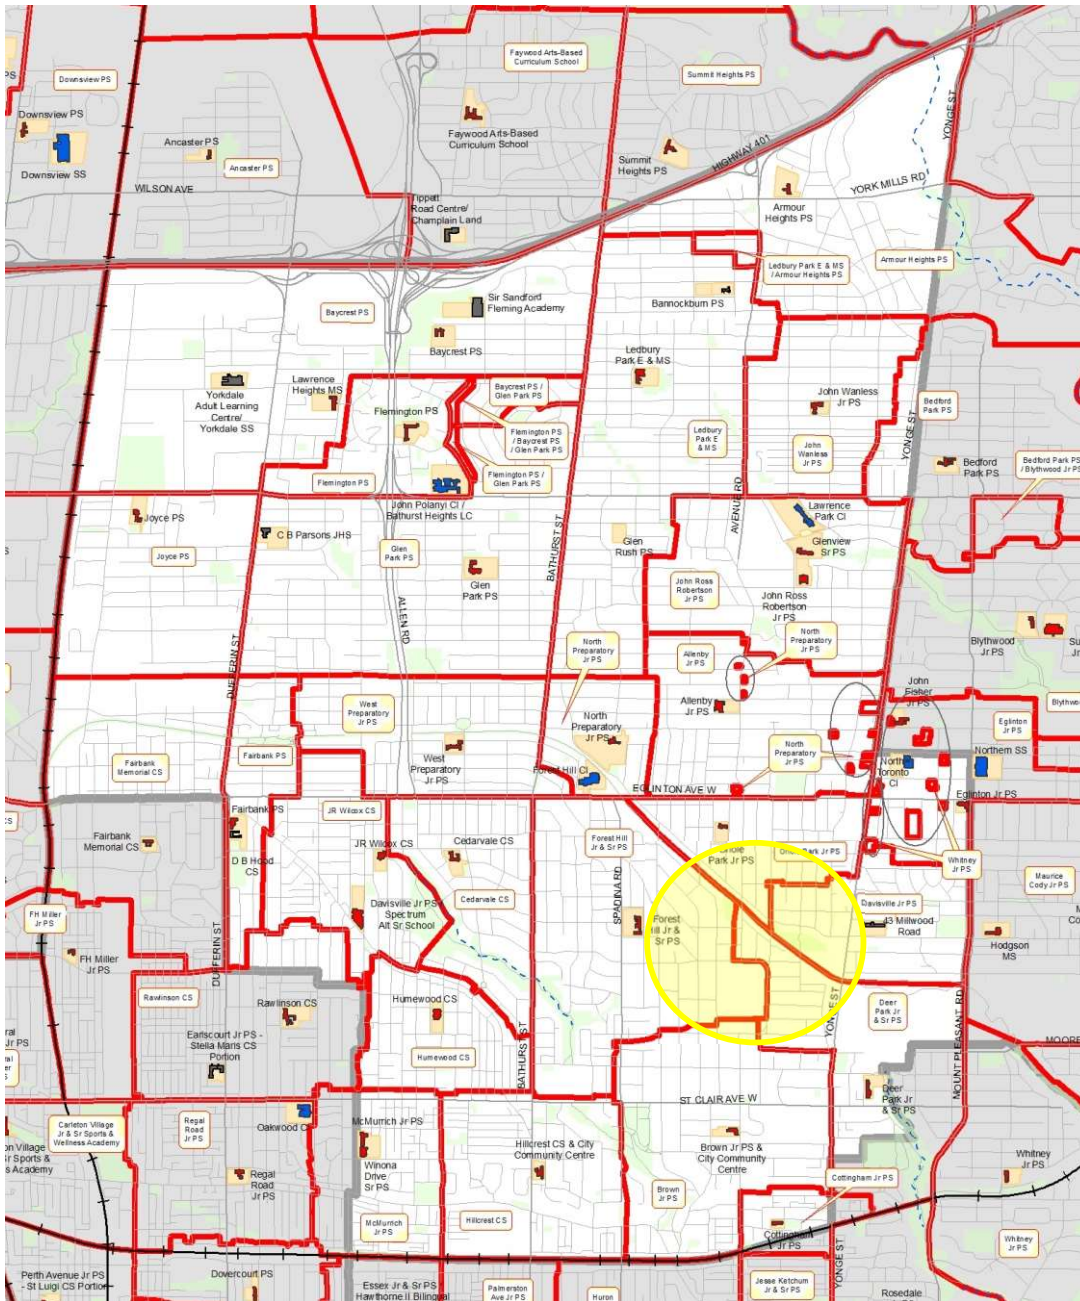 Faywood Arts-Based
Curriculum School
Summit Heights PS
Downsview PS
Downsview PS
Downsview SS
Ancaster PS
Ancaster PS
Faywood Arts-Based
Curriculum School
Summit
Heights PS
HIGHWAY 401
YONGE ST
WILSON AVE
YORK MILLS RD
Tippett
Road Centre/
Champlain Land
Armour
Heights PS
Ledbury Park E & MS
/ Armour Heights PS
Armour Heights PS
Bannockburn PS
Baycrest PS
Sir Sandford
Fleming Academy
Baycrest PS
Ledbury
Park E & MS
Yorkdale
Adult Learning
Centre/
Yorkdale SS
Lawrence
Heights MS
Baycrest PS /
Glen Park PS
John Wanless
Jr PS
Bedford
Park PS
Flemington PS
Flemington PS
/ Baycrest PS
/ Glen Park PS
Ledbury
Park E
& MS
John
Wanless
Jr PS
YONGE ST
Bedford
Park PS
Bedford Park PS
/ Blythwood Jr PS
Flemington PS
Flemington PS /
Glen Park PS
AVENUE RD
John Polanyi CI /
Bathurst Heights LC
Lawrence
Park CI
Joyce PS
C B Parsons JHS
BATHURST ST
Glen
Rush PS
Glenview
Sr PS
Joyce PS
Glen
Park PS
Glen
Park PS
John Ross
Robertson
Jr PS
John Ross
Robertson
Jr PS
ALLEN RD
DUFFERIN ST
North
Preparatory
Jr PS
Allenby
Jr PS
North
Preparatory
Jr PS
Blythwood
Jr PS
John
Fisher
Jr PS
West
Preparatory
Jr PS
Allenby
Jr PS
North
Preparatory
Jr PS
Eglinton
Jr PS
Fairbank
Memorial CS
Fairbank PS
West
Preparatory
Jr PS
Forest Hill CI
North
Preparatory
Jr PS
North
Toronto
CI
Northern SS
EGLINTON AVE W
Eglinton Jr PS
Fairbank PS
JR Wilcox CS
Fairbank
Memorial CS
D B Hood
CS
JR Wilcox CS
Cedarvale CS
Forest Hill
Jr & Sr PS
Park Jr PS
Whitney
Jr PS
Maurice
Cody Jr PS
FH Miller
Jr PS
Davisville Jr PS /
Spectrum
Alt Sr School
Cedarvale CS
SPADINA RD
Forest
Hill Jr &
Sr PS
Davisville Jr PS
43 Millwood
Road
Hodgson
MS
FH Miller
Jr PS
DUFFERIN ST
Rawlinson CS
Rawlinson CS
Humewood CS
YONGE ST
Deer
Park Jr
& Sr PS
MOUNT PLEASANT RD
Earlscourt Jr PS -
Stella Maris CS
Portion
Humewood CS
BATHURST ST
MOORE
Deer
Park Jr
& Sr PS
ST CLAIR AVE W
Carleton Village
Jr & Sr Sports &
Wellness Academy
Regal
Road
Jr PS
Oakwood
McMurrich Jr PS
Hillcrest CS & City
Community Centre
Brown Jr PS &
City Community
Centre
Whitney
Jr PS
Regal
Road
Jr PS
Winona
Drive
Sr PS
Brown
Jr PS
Cottingham Jr PS
McMurrich
Jr PS
Hillcrest CS
Cottingham
Jr PS
Whitney
Jr PS
YONGE ST
Perth Avenue Jr PS
- St Luigi CS Portion
Dovercourt PS
Essex Jr & Sr PS /
Hawthorne II Bilingual
Palmerston
Ave Jr PS
Huron
Jesse Ketchum
Jr & Sr PS
Rosedale